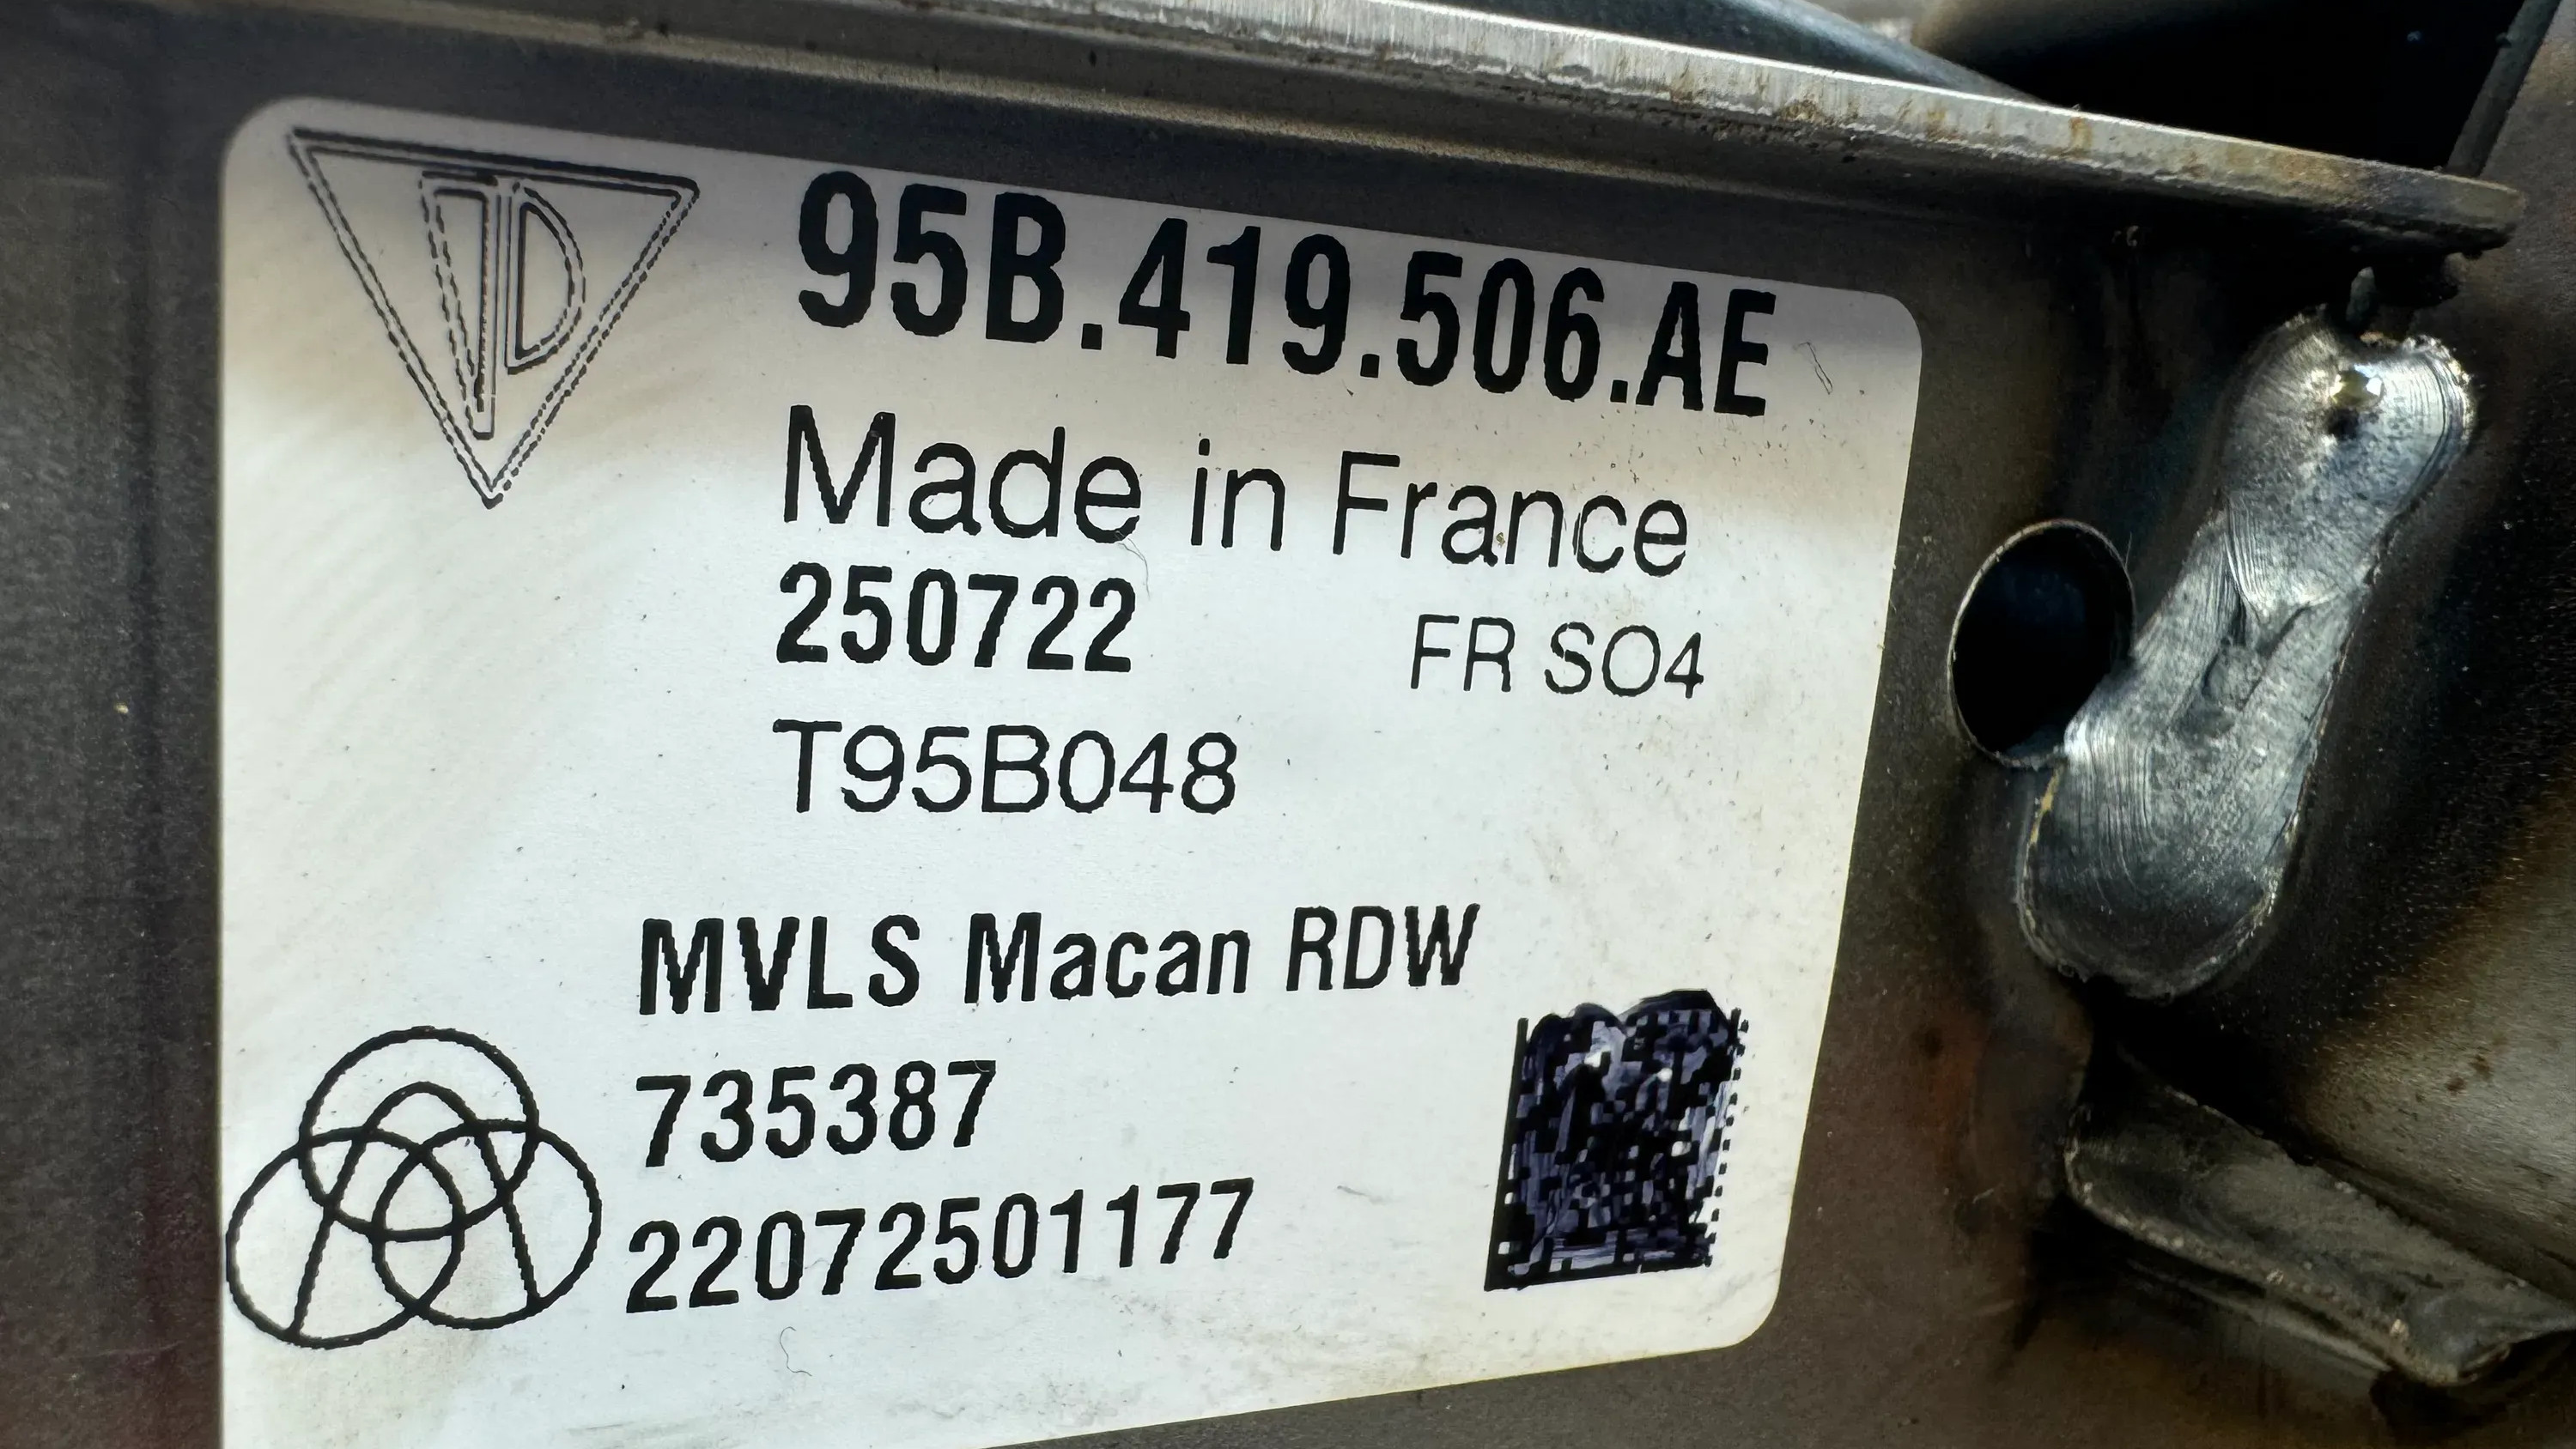 95B.419.506.AE
Made in France
250722 FR SO4
T95B048
MVLS Macan RDW
735387
22072501177